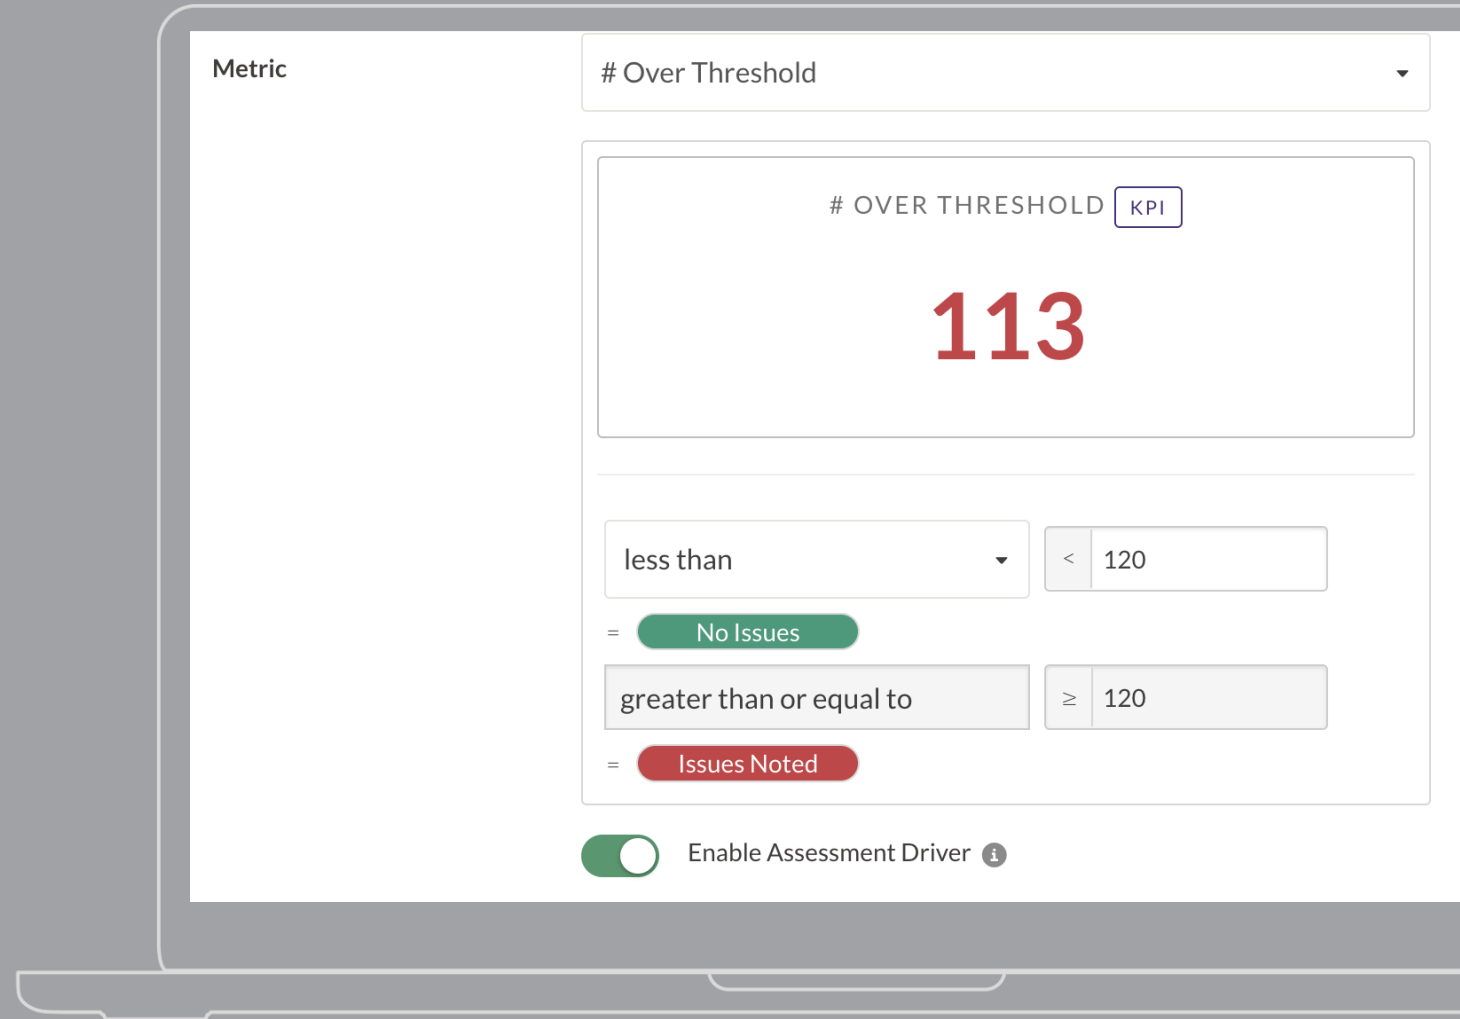 Metric
# Over Threshold
# OVER THRESHOLD KPI
113
less than < 120
= No Issues
greater than or equal to ≥ 120
= Issues Noted
Enable Assessment Driver i